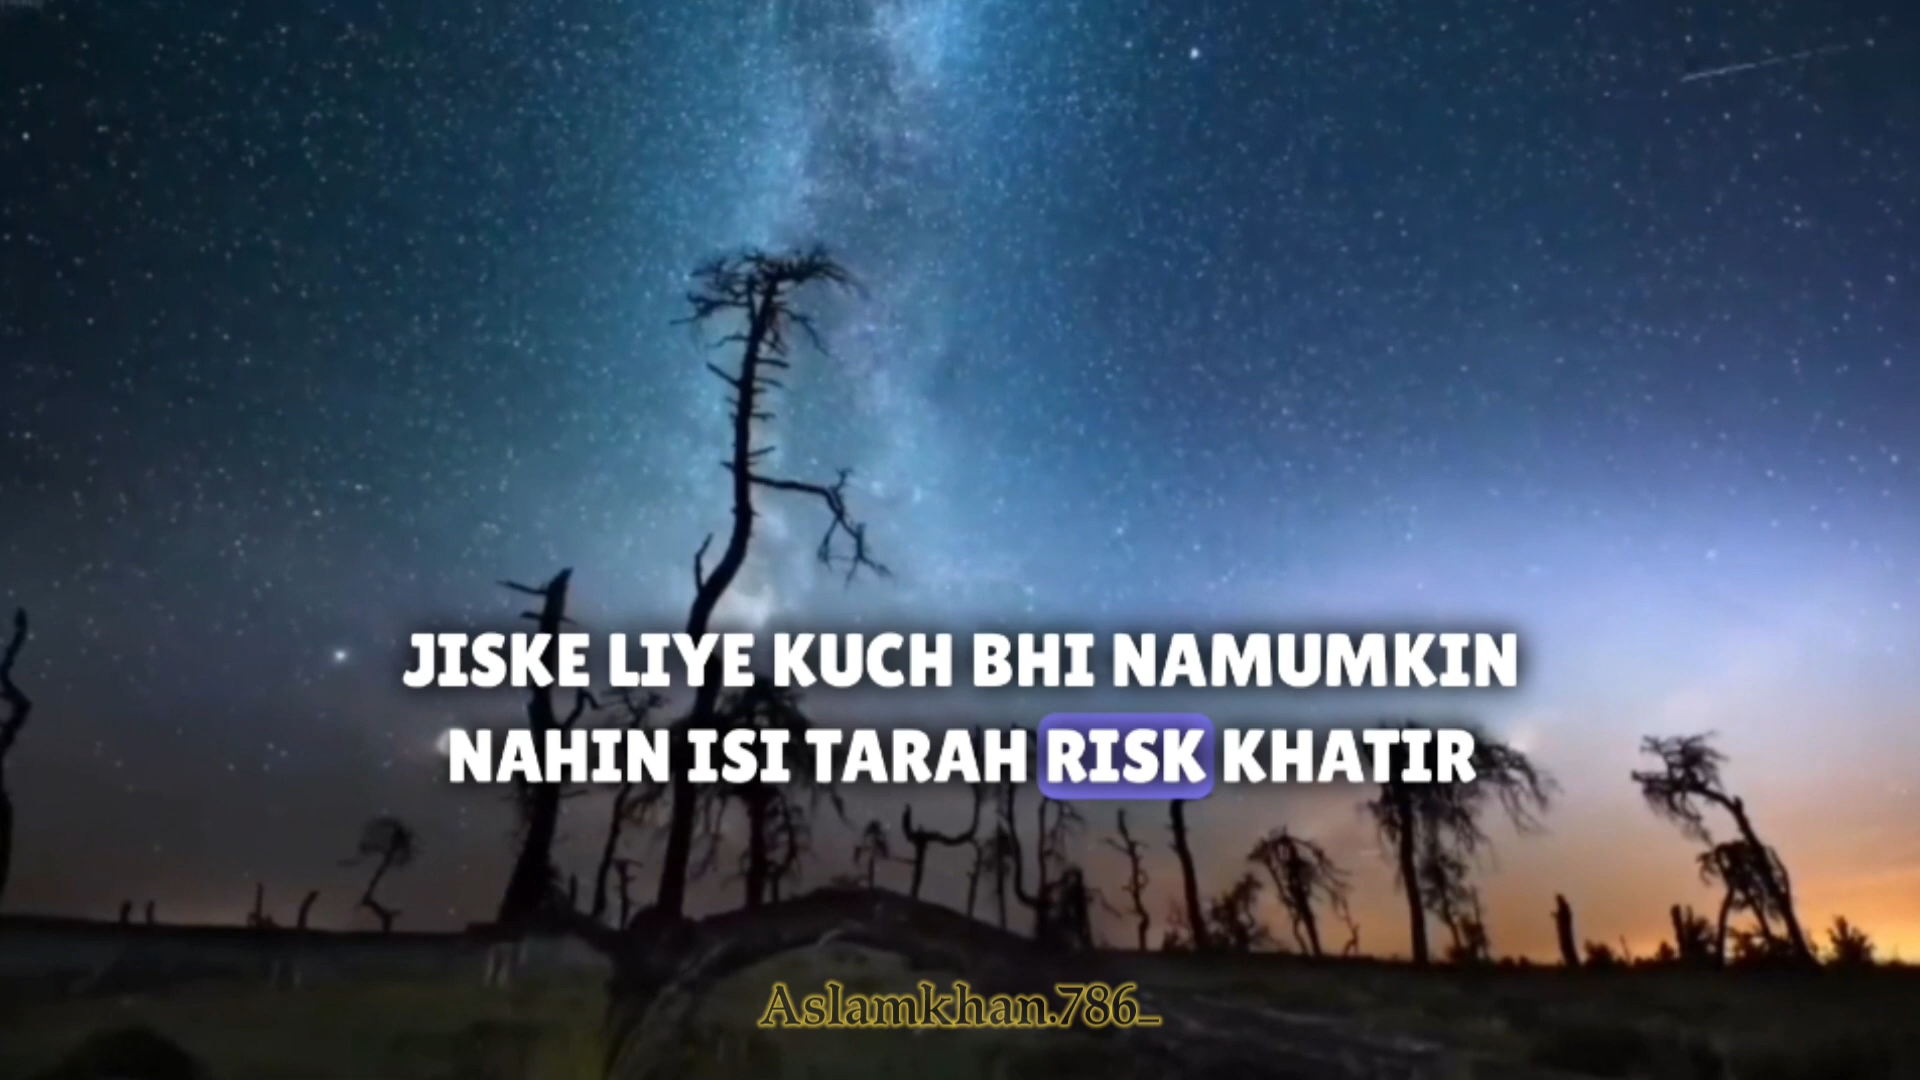 JISKE LIYE KUCH BHI NAMUMKIN
NAHIN ISI TARAH RISK KHATIR
Aslamkhan.786_